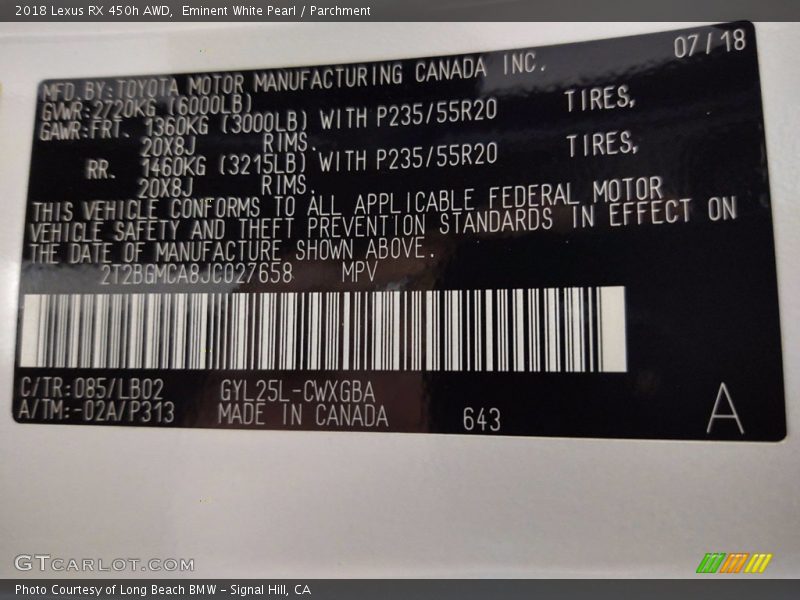 2018 Lexus RX 450h AWD,  Eminent White Pearl / Parchment
07/18
MFD.BY:TOYOTA MOTOR MANUFACTURING CANADA INC.
GVWR:2720KG (6000LB)
GAWR:FRT. 1360KG (3000LB) WITH P235/55R20 TIRES,
20X8J RIMS.
RR. 1460KG (3215LB) WITH P235/55R20 TIRES,
20X8J RIMS.
THIS VEHICLE CONFORMS TO ALL APPLICABLE FEDERAL MOTOR
VEHICLE SAFETY AND THEFT PREVENTION STANDARDS IN EFFECT ON
THE DATE OF MANUFACTURE SHOWN ABOVE.
2T2BGMCA8JC027658 MPV
C/TR:085/LB02 GYL25L-CWXGBA
A/TM:-02A/P313 MADE IN CANADA 643 A
GTCARLOT.COM
Photo Courtesy of Long Beach BMW - Signal Hill, CA